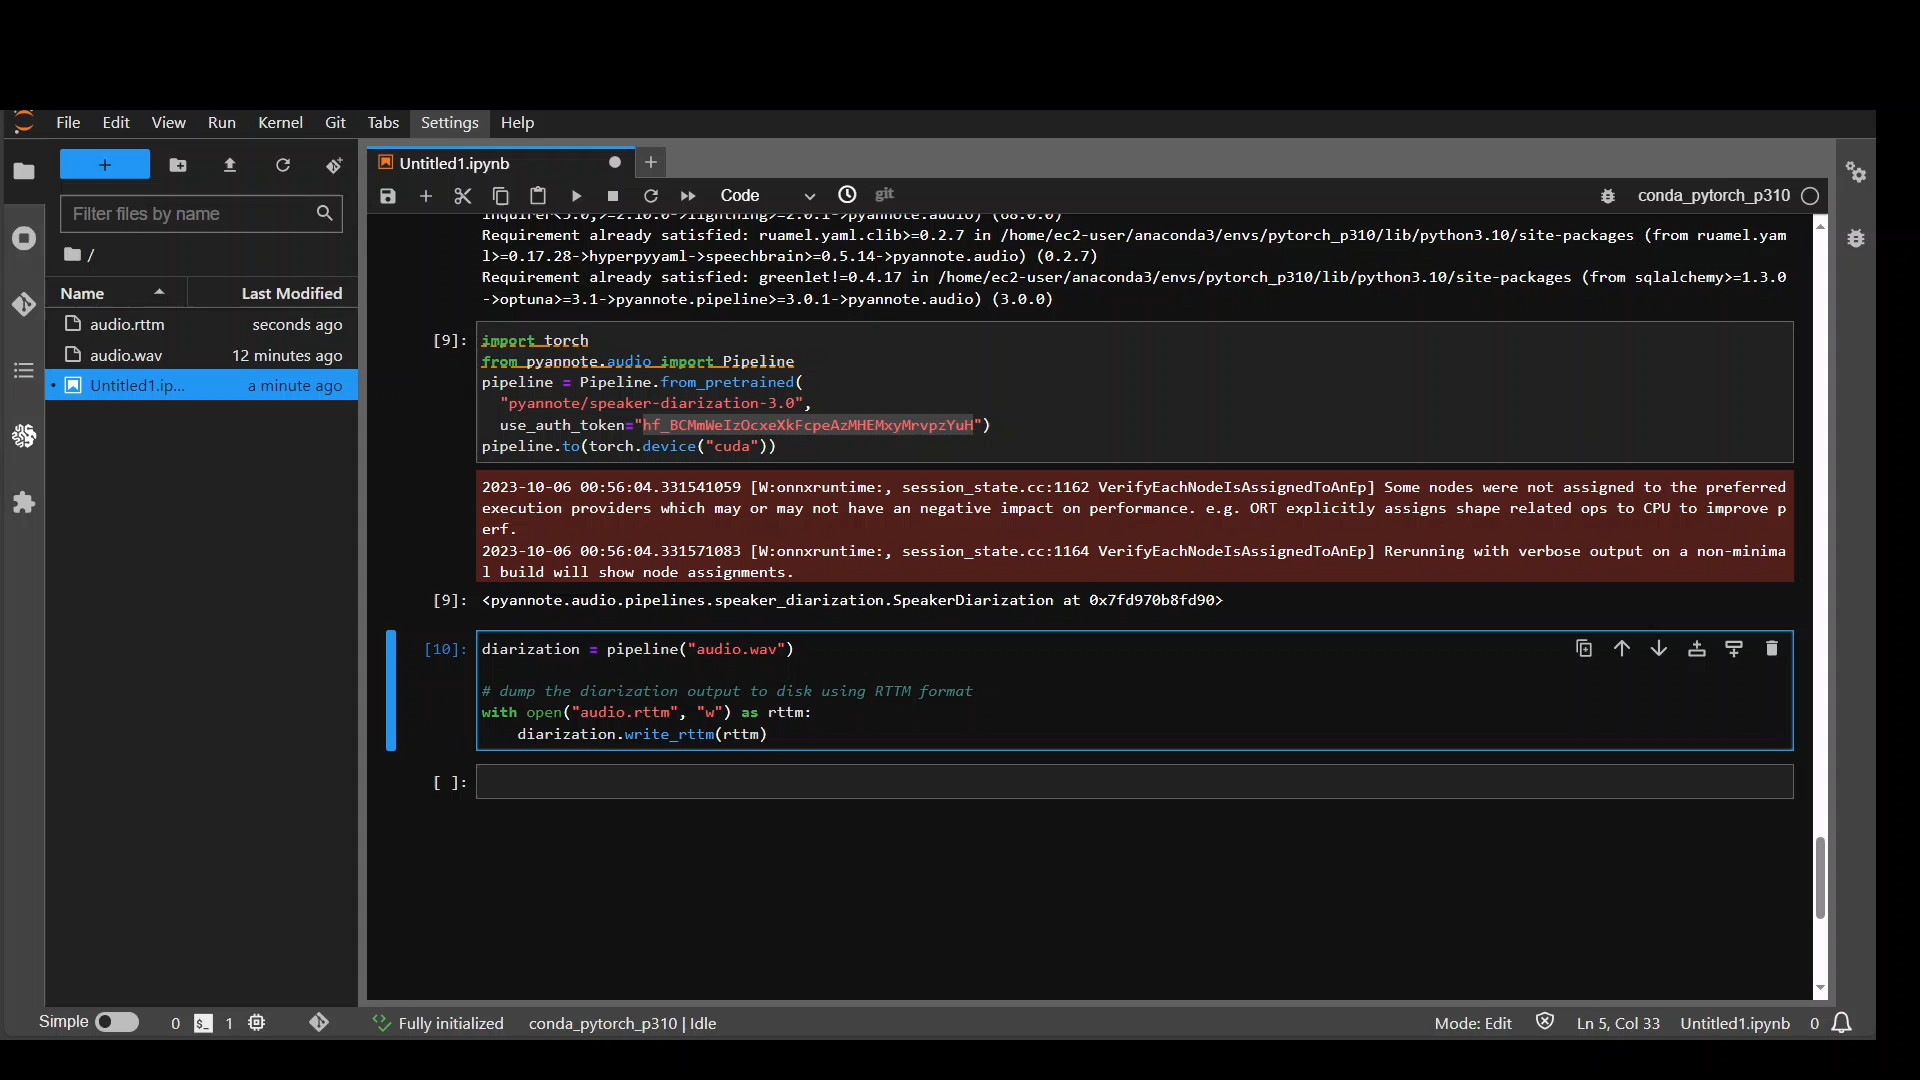 File Edit View Run Kernel Git Tabs Settings Help
Filter files by name
/
Name Last Modified
audio.rttm seconds ago
audio.wav 12 minutes ago
Untitled1.ip... a minute ago
Untitled1.ipynb
Code
git
conda_pytorch_p310
inquirer<5.0,>=2.10.0->lightning>=2.0.1->pyannote.audio) (68.0.0)
Requirement already satisfied: ruamel.yaml.clib>=0.2.7 in /home/ec2-user/anaconda3/envs/pytorch_p310/lib/python3.10/site-packages (from ruamel.yam
l>=0.17.28->hyperpyyaml->speechbrain>=0.5.14->pyannote.audio) (0.2.7)
Requirement already satisfied: greenlet!=0.4.17 in /home/ec2-user/anaconda3/envs/pytorch_p310/lib/python3.10/site-packages (from sqlalchemy>=1.3.0
->optuna>=3.1->pyannote.pipeline>=3.0.1->pyannote.audio) (3.0.0)
[9]: import torch
from pyannote.audio import Pipeline
pipeline = Pipeline.from_pretrained(
"pyannote/speaker-diarization-3.0",
use_auth_token="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")
pipeline.to(torch.device("cuda"))
2023-10-06 00:56:04.331541059 [W:onnxruntime:, session_state.cc:1162 VerifyEachNodeIsAssignedToAnEp] Some nodes were not assigned to the preferred
execution providers which may or may not have an negative impact on performance. e.g. ORT explicitly assigns shape related ops to CPU to improve p
erf.
2023-10-06 00:56:04.331571083 [W:onnxruntime:, session_state.cc:1164 VerifyEachNodeIsAssignedToAnEp] Rerunning with verbose output on a non-minima
l build will show node assignments.
[9]: <pyannote.audio.pipelines.speaker_diarization.SpeakerDiarization at 0x7fd970b8fd90>
[10]: diarization = pipeline("audio.wav")
# dump the diarization output to disk using RTTM format
with open("audio.rttm", "w") as rttm:
diarization.write_rttm(rttm)
[ ]:
Simple 0 $_ 1 Fully initialized conda_pytorch_p310 | Idle Mode: Edit Ln 5, Col 33 Untitled1.ipynb 0